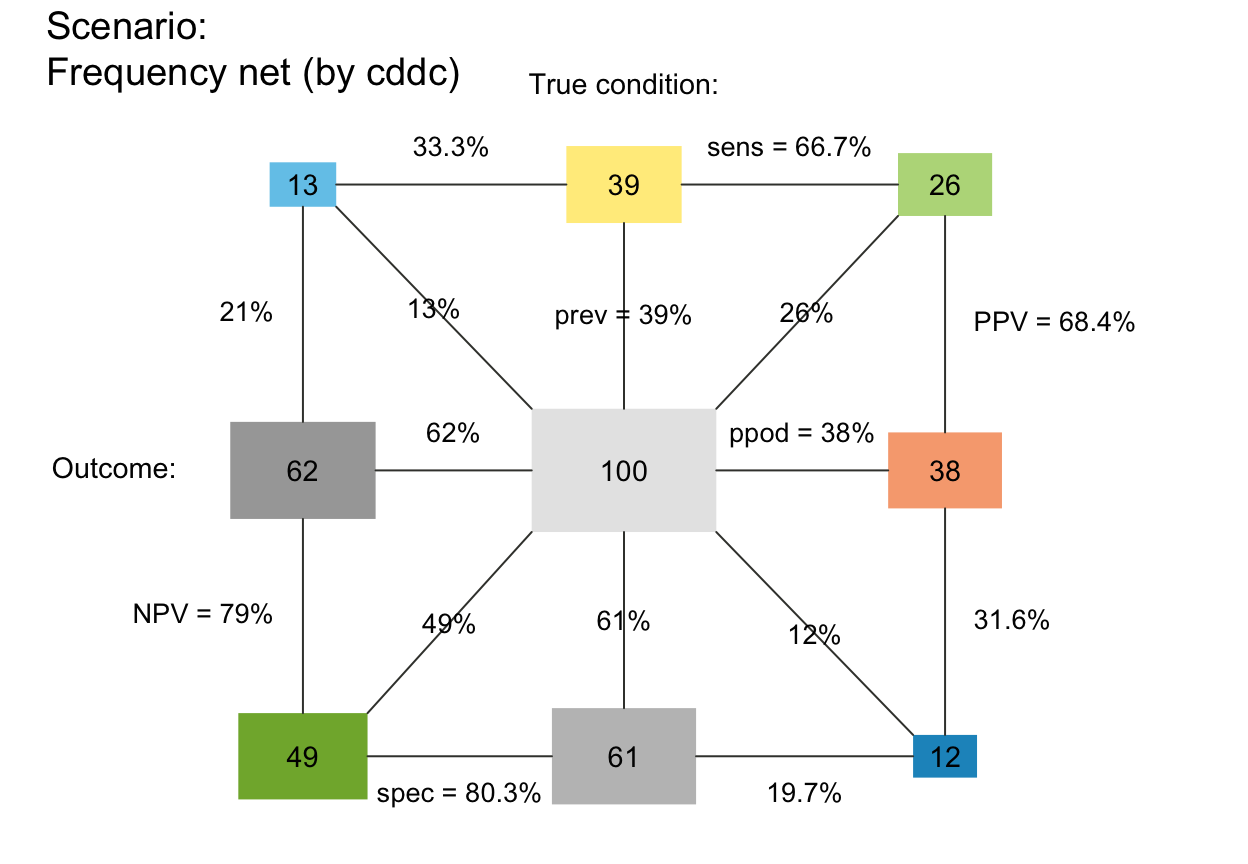 Scenario:
Frequency net (by cddc)
True condition:
33.3%
sens = 66.7%
13
39
26
21%
13%
prev = 39%
26%
PPV = 68.4%
62%
ppod = 38%
Outcome:
62
100
38
NPV = 79%
49%
61%
12%
31.6%
49
61
12
spec = 80.3%
19.7%